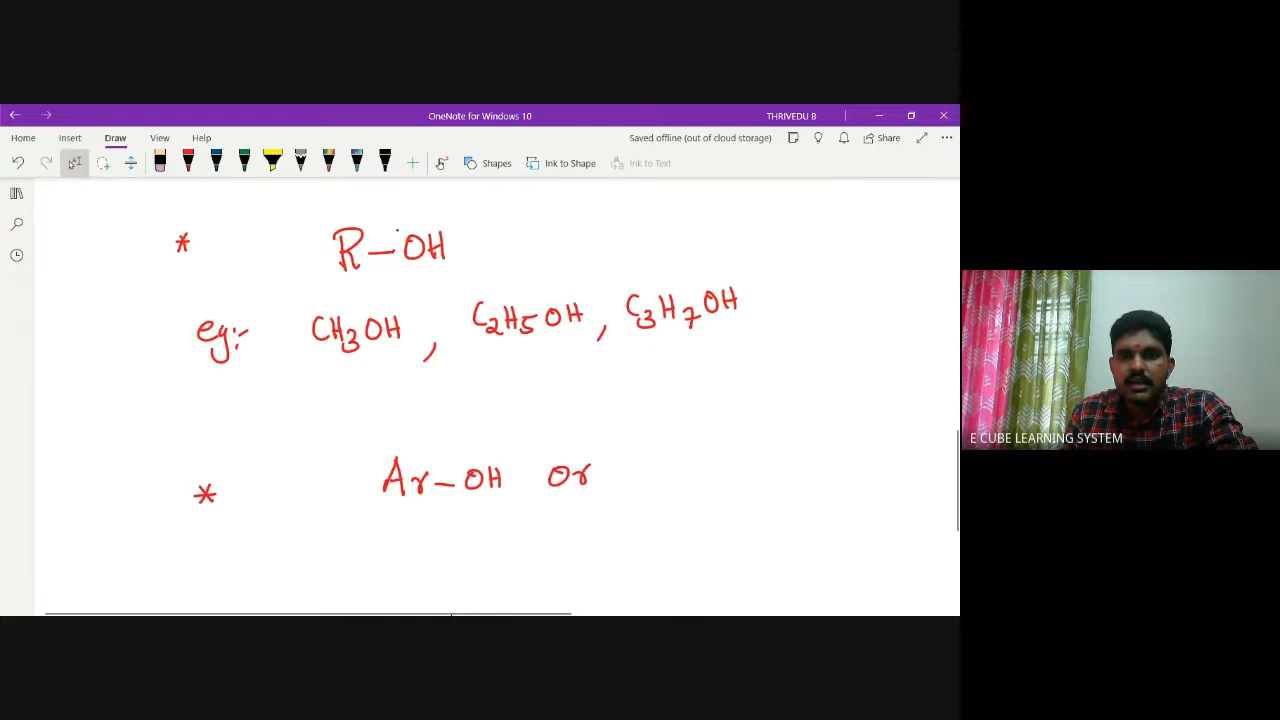 OneNote for Windows 10
THRIVEDU B
Home Insert Draw View Help
Saved offline (out of cloud storage)
Share
Shapes
Ink to Shape
Ink to Text
* R-OH
eg:- CH3OH, C2H5OH, C3H7OH
* Ar-OH Or
E CUBE LEARNING SYSTEM